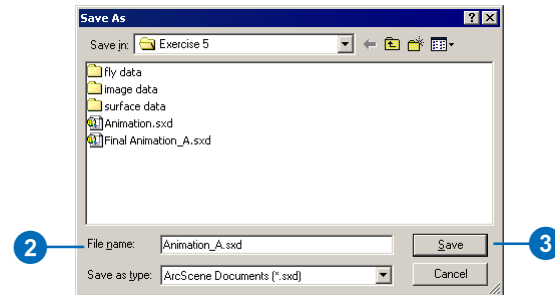 Save As
Save in: Exercise 5
fly data
image data
surface data
Animation.sxd
Final Animation_A.sxd
2 File name: Animation_A.sxd Save 3
Save as type: ArcScene Documents (*.sxd) Cancel